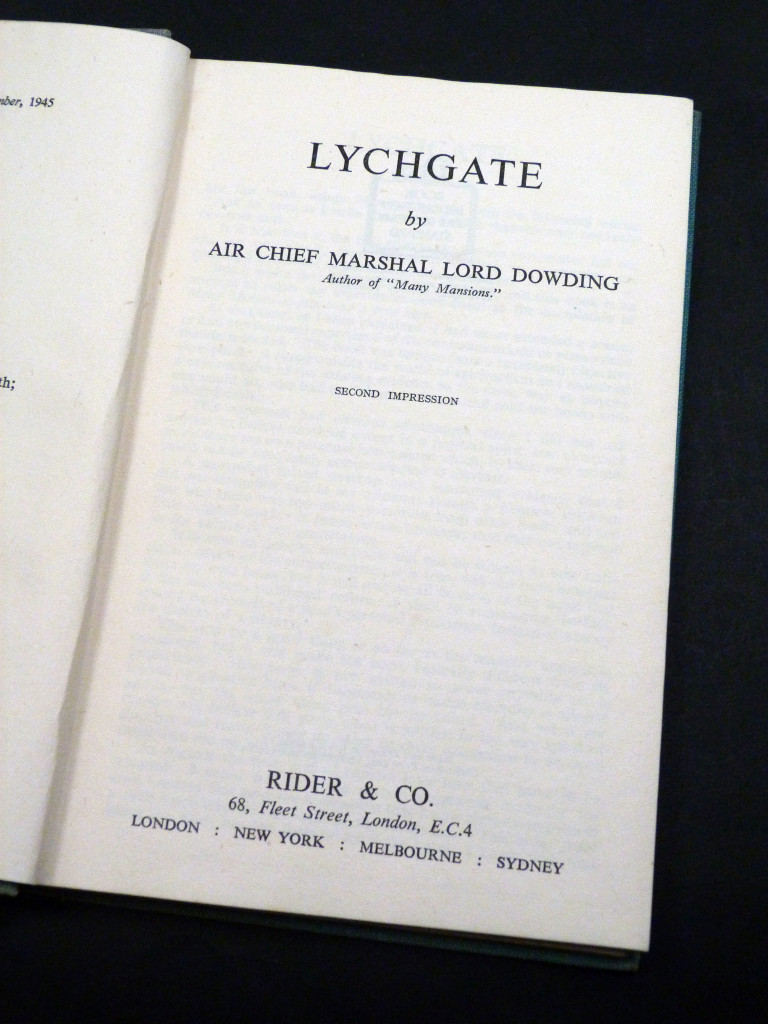 1945
th;
LYCHGATE
by
AIR CHIEF MARSHAL LORD DOWDING
Author of "Many Mansions."
SECOND IMPRESSION
RIDER & CO.
68, Fleet Street, London, E.C.4
LONDON : NEW YORK : MELBOURNE : SYDNEY